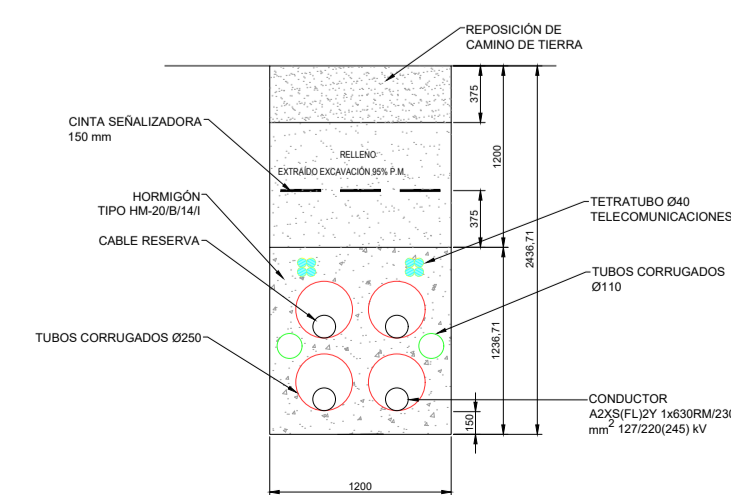 REPOSICIÓN DE
CAMINO DE TIERRA
375
CINTA SEÑALIZADORA
150 mm
RELLENO
EXTRAÍDO EXCAVACIÓN 95% P.M.
1200
HORMIGÓN
TIPO HM-20/B/14/I
375
TETRATUBO Ø40
TELECOMUNICACIONES
2436,71
CABLE RESERVA
TUBOS CORRUGADOS
Ø110
1236,71
TUBOS CORRUGADOS Ø250
CONDUCTOR
A2XS(FL)2Y 1x630RM/230
mm2 127/220(245) kV
150
1200